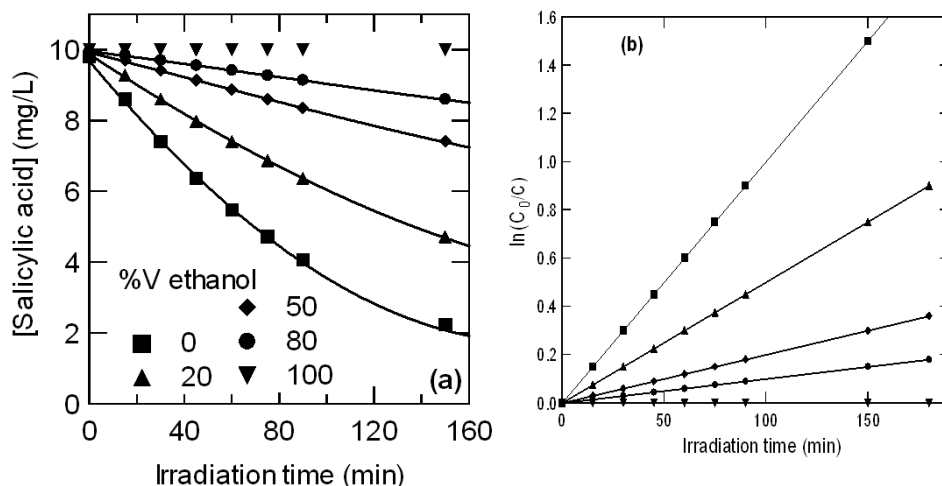 [Salicylic acid] (mg/L)
10
8
6
4
2
0
%V ethanol
0
20
50
80
100
(a)
0 40 80 120 160
Irradiation time (min)
(b)
ln(C₀/C)
1.6
1.4
1.2
1.0
0.8
0.6
0.4
0.2
0.0
0 50 100 150
Irradiation time (min)